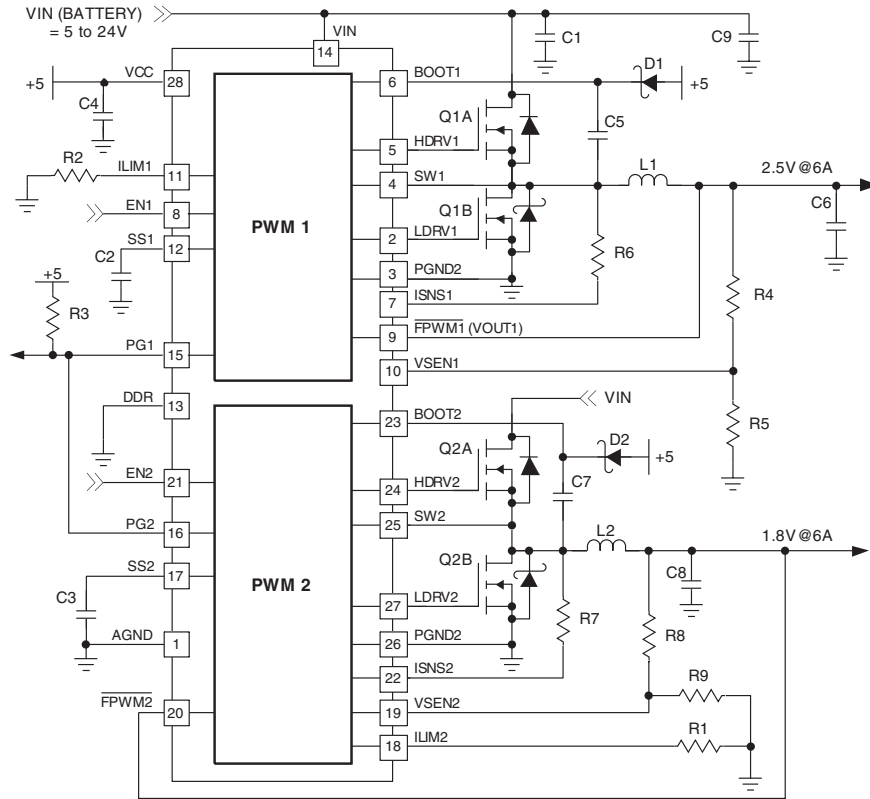 VIN (BATTERY)
= 5 to 24V
VIN
14
C1
C9
+5
VCC
28
C4
6
BOOT1
D1
+5
Q1A
C5
5
HDRV1
R2
ILIM1
11
4
SW1
L1
2.5V@6A
EN1
8
Q1B
C6
PWM 1
2
LDRV1
SS1
12
C2
R6
3
PGND2
+5
7
ISNS1
R3
R4
9
FPWM1 (VOUT1)
PG1
15
10
VSEN1
DDR
13
VIN
23
BOOT2
R5
Q2A
D2
+5
EN2
21
C7
24
HDRV2
PG2
16
25
SW2
L2
1.8V@6A
SS2
17
Q2B
C8
PWM 2
C3
27
LDRV2
R7
R8
AGND
1
26
PGND2
22
ISNS2
R9
FPWM2
20
19
VSEN2
R1
18
ILIM2